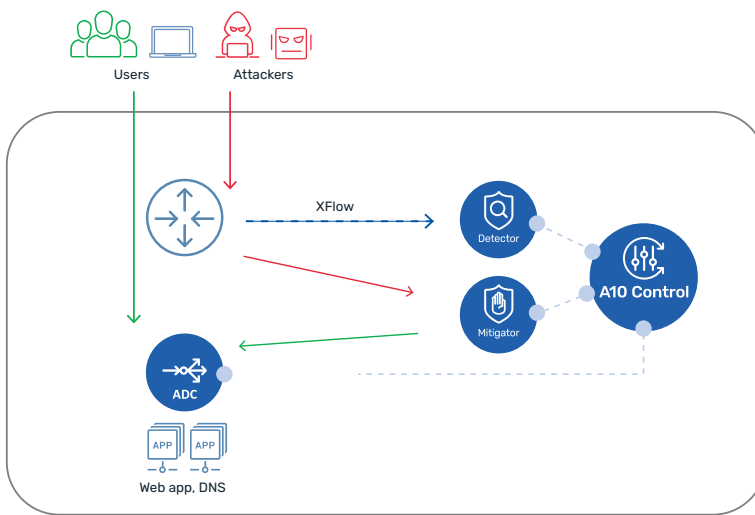 Users
Attackers
XFlow
Detector
A10 Control
Mitigator
ADC
APP
APP
Web app, DNS